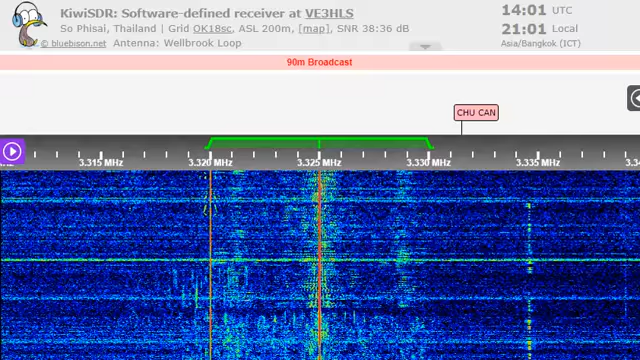 KiwiSDR: Software-defined receiver at VE3HLS
So Phisai, Thailand | Grid OK18sc, ASL 200m, [map], SNR 38:36 dB
© bluebison.net Antenna: Wellbrook Loop
14:01 UTC
21:01 Local
Asia/Bangkok (ICT)
90m Broadcast
CHU CAN
3.315 MHz 3.320 MHz 3.325 MHz 3.330 MHz 3.335 MHz 3.34